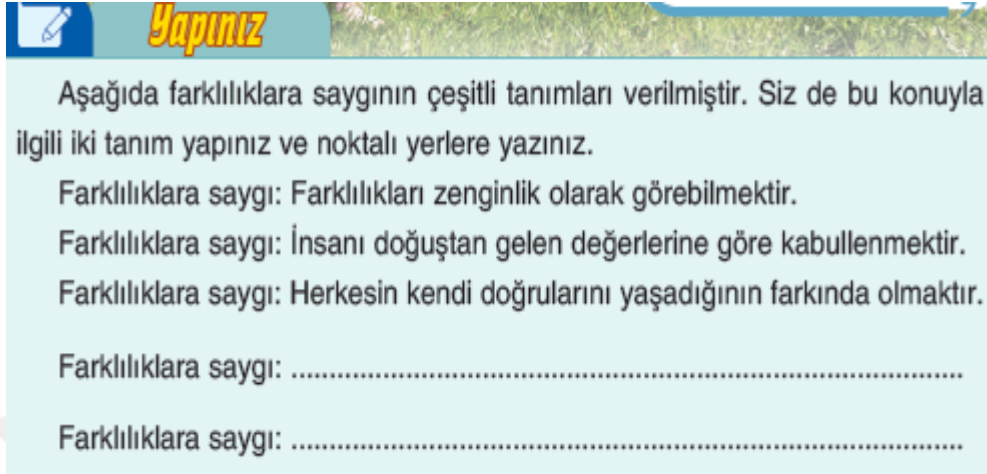 Yapınız
Aşağıda farklılıklara saygının çeşitli tanımları verilmiştir. Siz de bu konuyla
ilgili iki tanım yapınız ve noktalı yerlere yazınız.
Farklılıklara saygı: Farklılıkları zenginlik olarak görebilmektir.
Farklılıklara saygı: İnsanı doğuştan gelen değerlerine göre kabullenmektir.
Farklılıklara saygı: Herkesin kendi doğrularını yaşadığının farkında olmaktır.
Farklılıklara saygı: ........................................................................................
Farklılıklara saygı: ........................................................................................